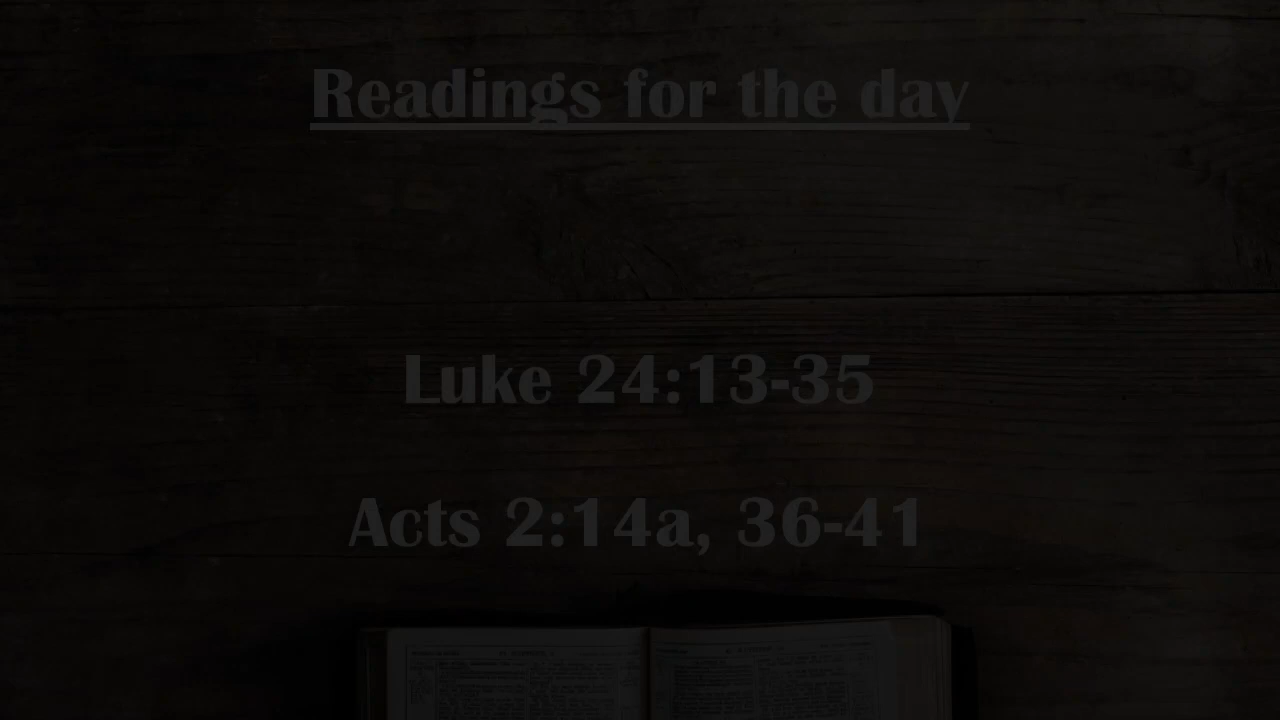 Readings for the day
Luke 24:13-35
Acts 2:14a, 36-41